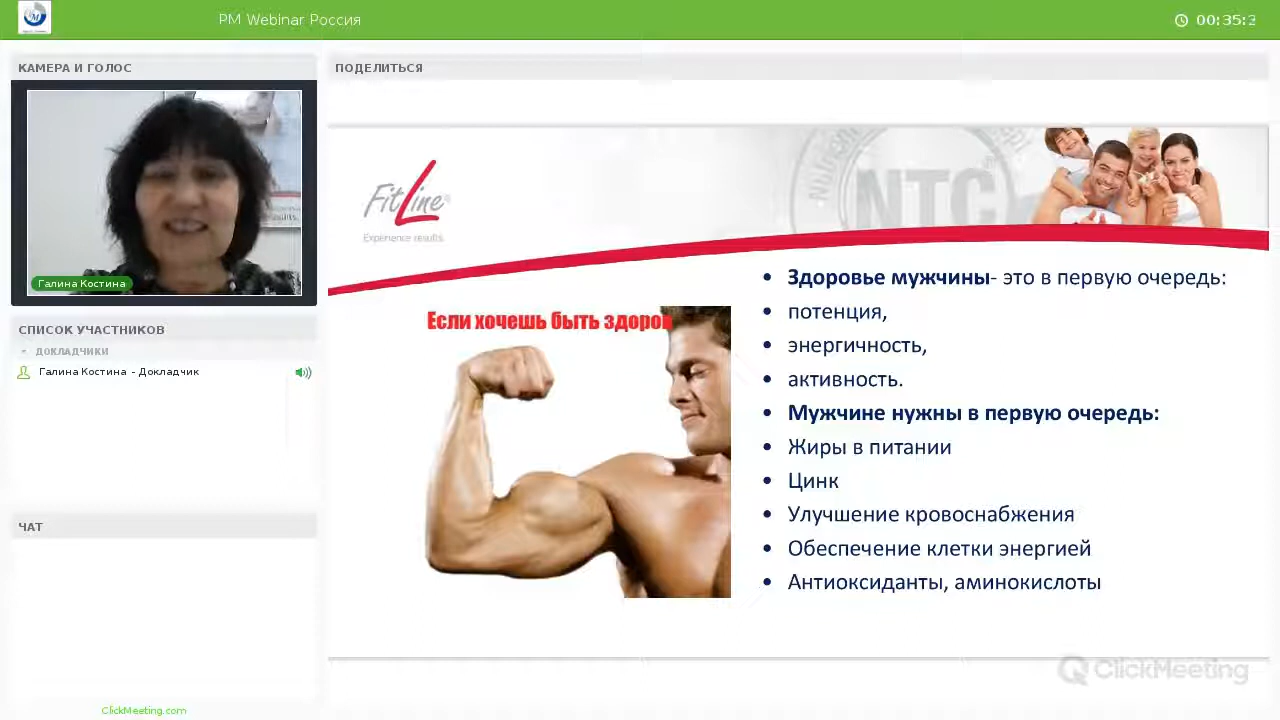 PM Webinar Россия
00:35:2
КАМЕРА И ГОЛОС
ПОДЕЛИТЬСЯ
Галина Костина
СПИСОК УЧАСТНИКОВ
ДОКЛАДЧИКИ
Галина Костина - Докладчик
ЧАТ
ClickMeeting.com
FitLine
Experience results.
NTC
Если хочешь быть здоров
• Здоровье мужчины- это в первую очередь:
• потенция,
• энергичность,
• активность.
• Мужчине нужны в первую очередь:
• Жиры в питании
• Цинк
• Улучшение кровоснабжения
• Обеспечение клетки энергией
• Антиоксиданты, аминокислоты
ClickMeeting